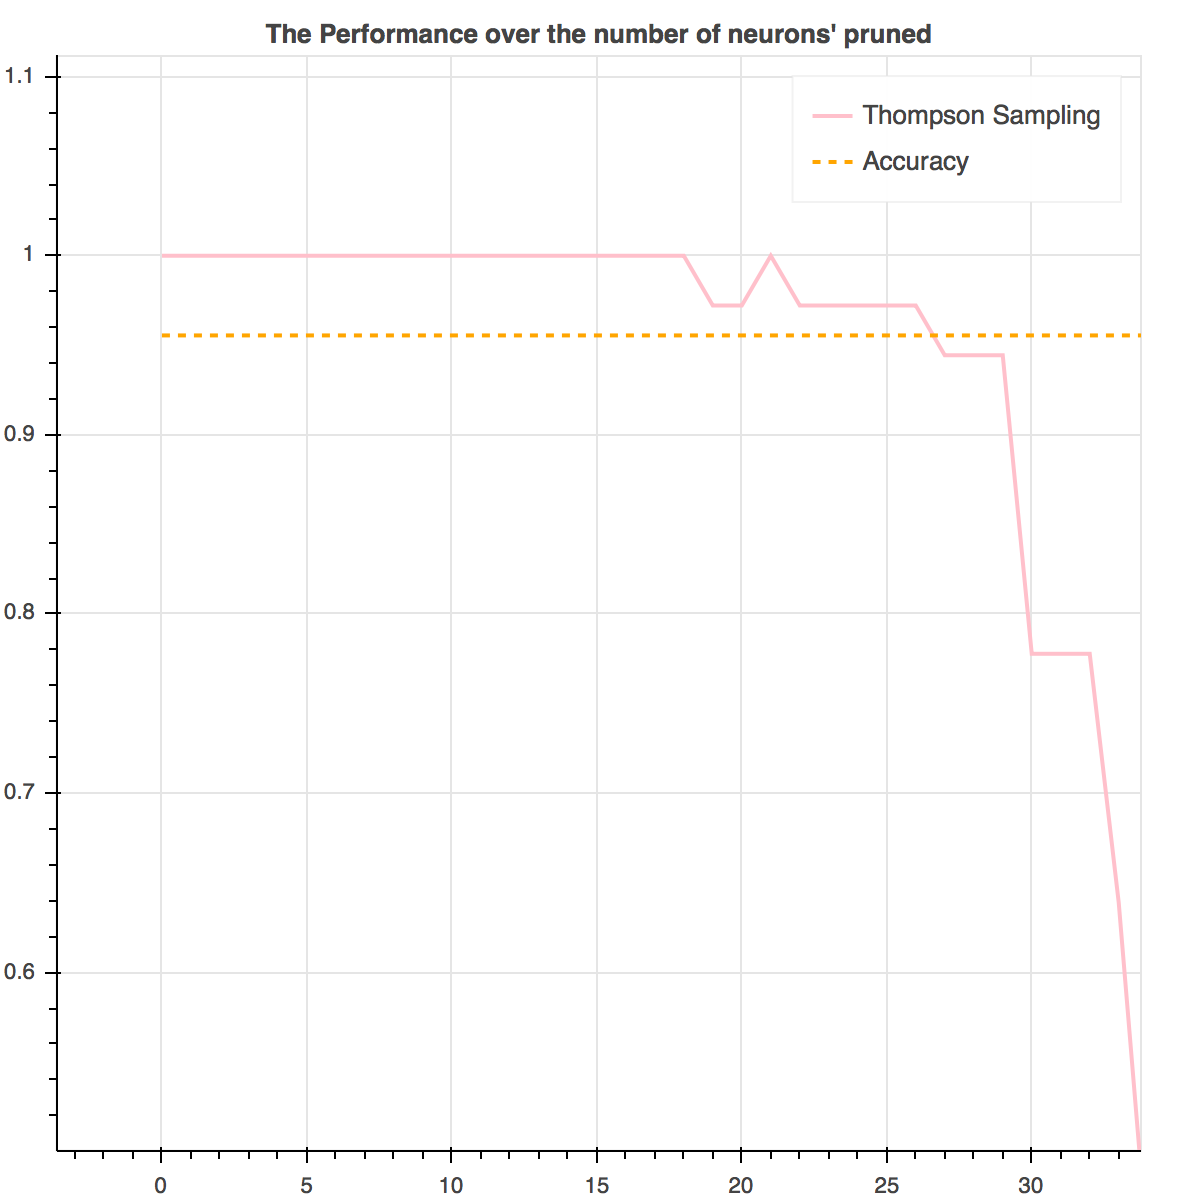 The Performance over the number of neurons' pruned
Thompson Sampling
Accuracy
1.1
1
0.9
0.8
0.7
0.6
0 5 10 15 20 25 30